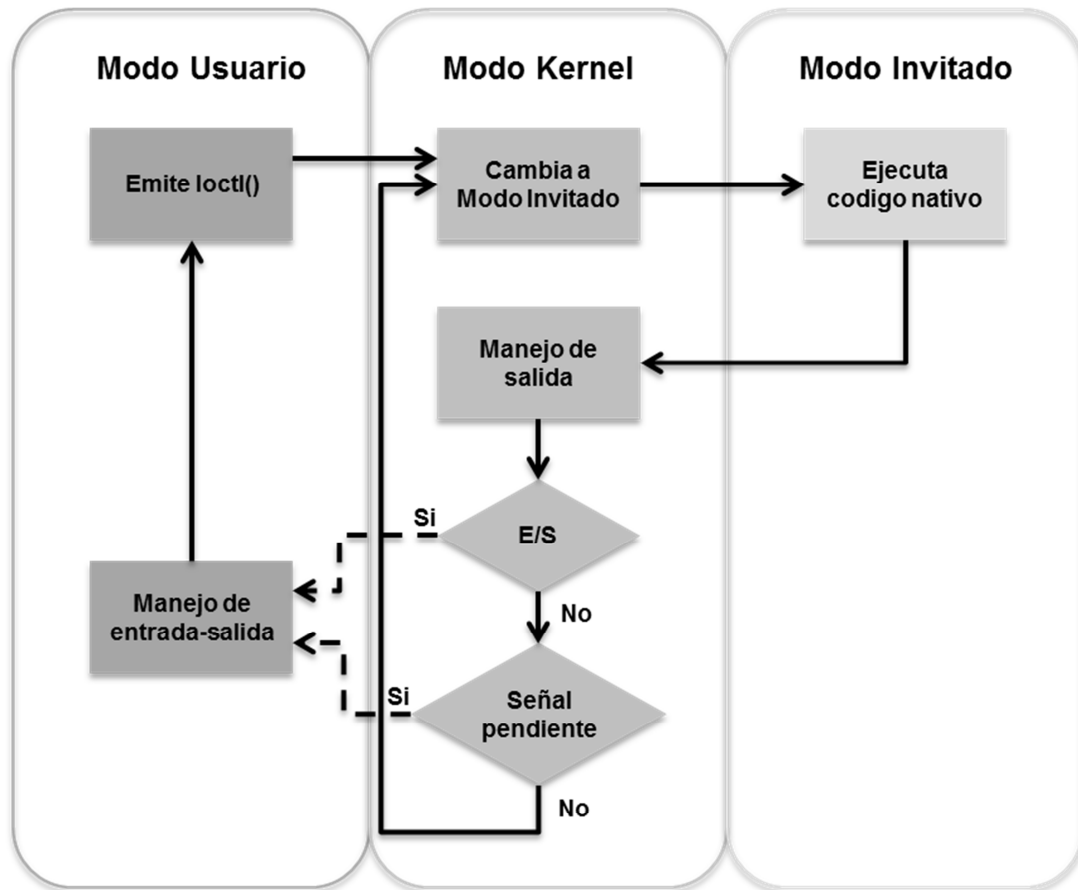 Modo Usuario
Modo Kernel
Modo Invitado
Emite Ioctl()
Cambia a
Modo Invitado
Ejecuta
codigo nativo
Manejo de
salida
Si
E/S
No
Manejo de
entrada-salida
Si
Señal
pendiente
No